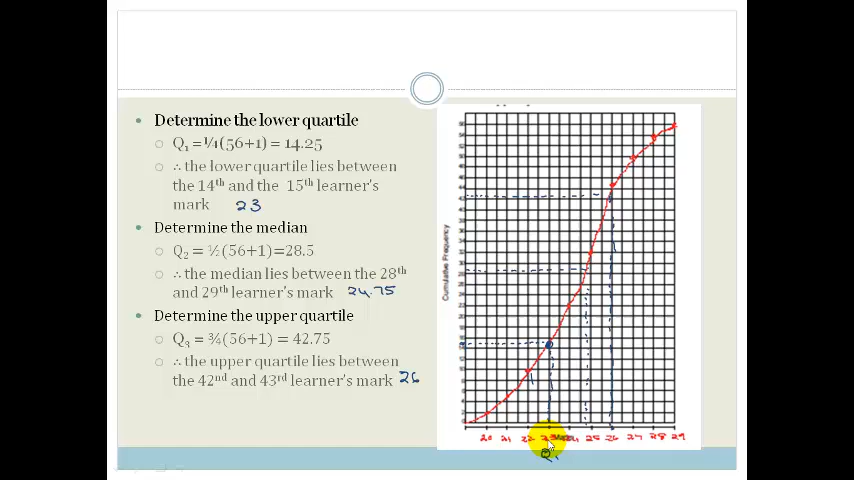 Determine the lower quartile
Q₁ =¼(56+1) = 14.25
∴ the lower quartile lies between
the 14th and the 15th learner's
mark 23
Determine the median
Q₂ = ½(56+1)=28.5
∴ the median lies between the 28th
and 29th learner's mark 24.75
Determine the upper quartile
Q₃ = ¾(56+1) = 42.75
∴ the upper quartile lies between
the 42nd and 43rd learner's mark 26
Cumulative Frequency
20 21 22 23 24 25 26 27 28 29